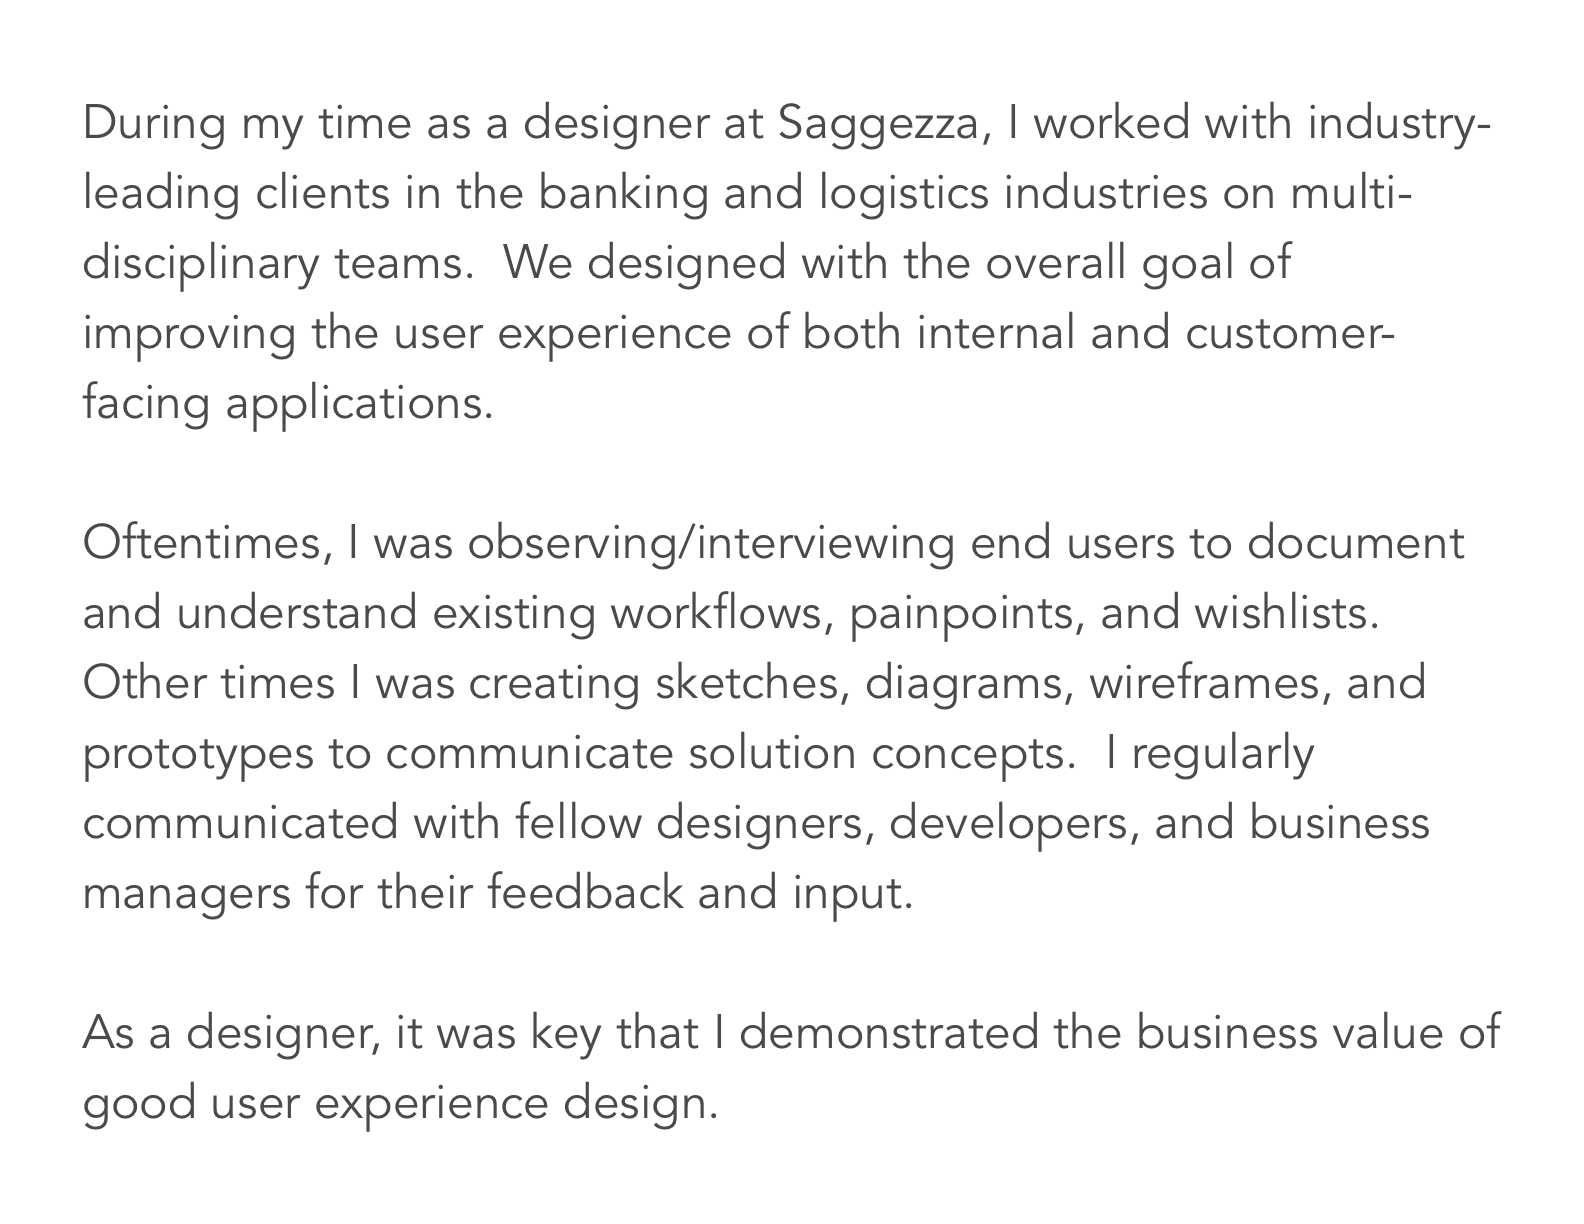 During my time as a designer at Saggezza, I worked with industry-
leading clients in the banking and logistics industries on multi-
disciplinary teams.  We designed with the overall goal of
improving the user experience of both internal and customer-
facing applications.
Oftentimes, I was observing/interviewing end users to document
and understand existing workflows, painpoints, and wishlists.
Other times I was creating sketches, diagrams, wireframes, and
prototypes to communicate solution concepts.  I regularly
communicated with fellow designers, developers, and business
managers for their feedback and input.
As a designer, it was key that I demonstrated the business value of
good user experience design.